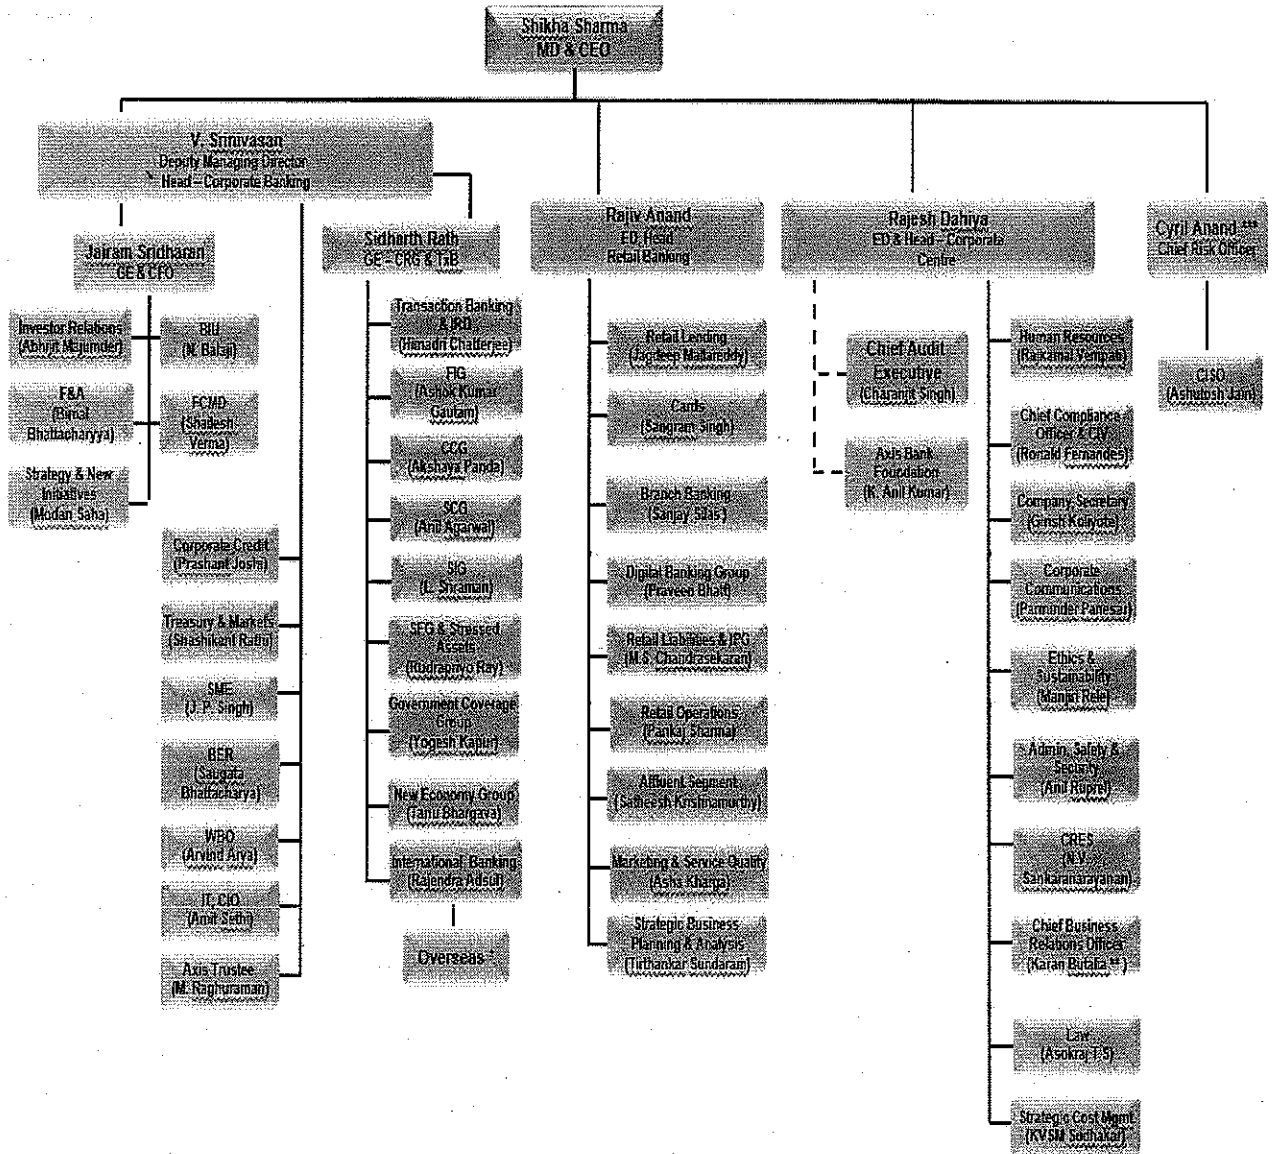 Shikha Sharma
MD & CEO
V. Srinivasan
Deputy Managing Director
Head – Corporate Banking
Jairam Sridharan
GE & CFO
Investor Relations
(Abhijit Majumder)
BIU
(N. Balaji)
F&A
(Bimal
Bhattacharyya)
FCMD
(Shadesh
Verma)
Strategy & New
Initiatives
(Modan Saha)
Corporate Credit
(Prashant Joshi)
Treasury & Markets
(Shashikant Rathi)
SME
(J. P. Singh)
BER
(Saugata
Bhattacharya)
WBO
(Arvind Arya)
IT, CIO
(Amit Sethi)
Axis Trustee
(M. Raghuraman)
Sidharth Rath
GE – CRG & TxB
Transaction Banking
& IRD
(Himadri Chatterjee)
FIG
(Ashok Kumar
Gautam)
CCG
(Akshaya Panda)
SCG
(Anil Agarwal)
SIG
(L. Shraman)
SFG & Stressed
Assets
(Rudrapriyo Ray)
Government Coverage
Group
(Yogesh Kapur)
New Economy Group
(Tanu Bhargava)
International Banking
(Rajendra Adsul)
Overseas *
Rajiv Anand
ED, Head
Retail Banking
Retail Lending
(Jagdeep Mallareddy)
Cards
(Sangram Singh)
Branch Banking
(Sanjay Silas)
Digital Banking Group
(Praveen Bhatt)
Retail Liabilities & IPG
(M.S. Chandrasekaran)
Retail Operations
(Pankaj Sharma)
Affluent Segment
(Satheesh Krishnamurthy)
Marketing & Service Quality
(Asha Kharga)
Strategic Business
Planning & Analysis
(Tirthankar Sundaram)
Rajesh Dahiya
ED & Head – Corporate
Centre
Chief Audit
Executive
(Charanjit Singh)
Axis Bank
Foundation
(K. Anil Kumar)
Human Resources
(Rajkamal Vempati)
Chief Compliance
Officer &
(Ronald Fernandes)
Company Secretary
(Girish Koliyote)
Corporate
Communications
(Parminder Panesar)
Ethics &
Sustainability
(Manjiri Rele)
Admin, Safety &
Security
(Anil Ruprel)
CRES
(N.V.
Sankaranarayanan)
Chief Business
Relations Officer
(Karan Butalia ** )
Law
(Asokraj T S)
Strategic Cost Mgmt
(KVSM Sudhakar)
Cyril Anand ***
Chief Risk Officer
CISO
(Ashutosh Jain)